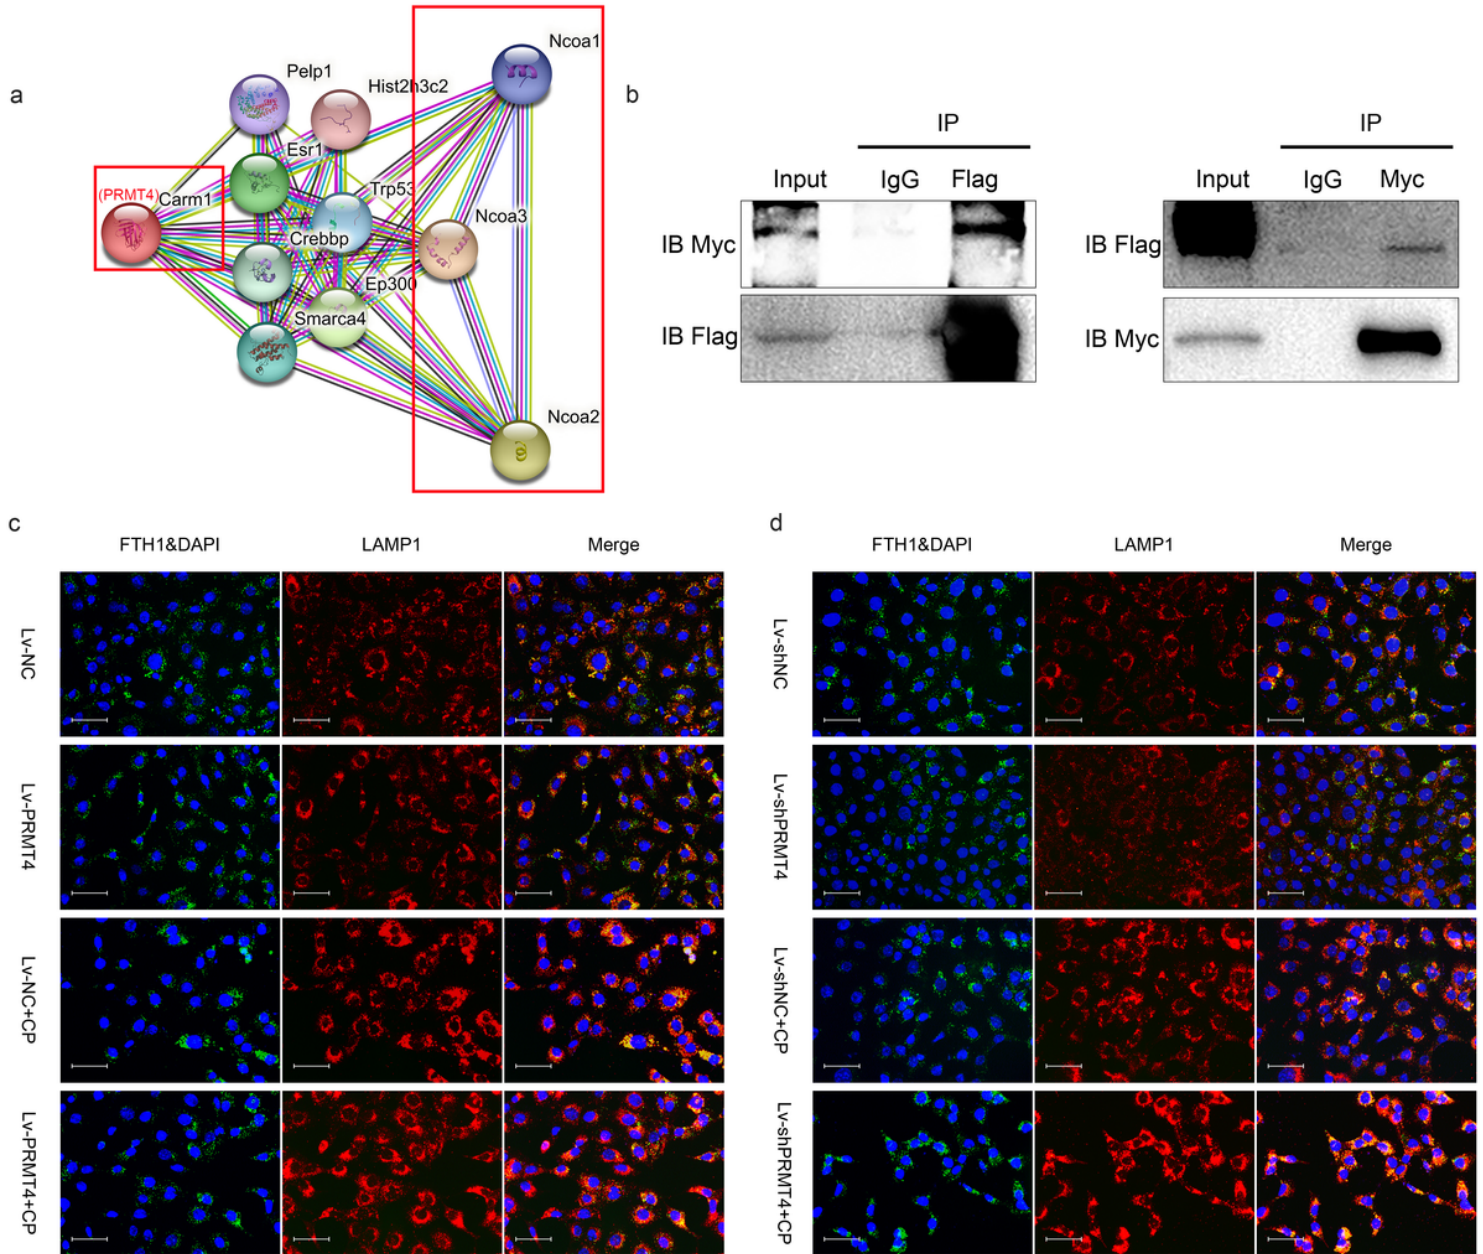 a
Ncoa1
Pelp1
Hist2h3c2
Esr1
(PRMT4)
Carm1
Trp53
Ncoa3
Crebbp
Ep300
Smarca4
Ncoa2
b
IP
Input IgG Flag
IB Myc
IB Flag
IP
Input IgG Myc
IB Flag
IB Myc
c
FTH1&DAPI LAMP1 Merge
Lv-NC
Lv-PRMT4
Lv-NC+CP
Lv-PRMT4+CP
d
FTH1&DAPI LAMP1 Merge
Lv-shNC
Lv-shPRMT4
Lv-shNC+CP
Lv-shPRMT4+CP